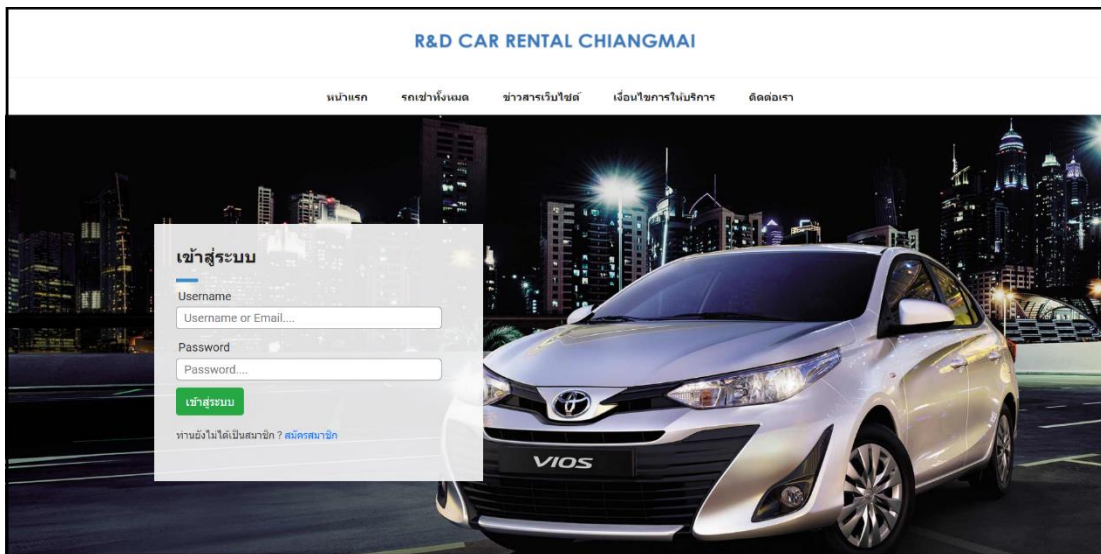 R&D CAR RENTAL CHIANGMAI
หน้าแรก รถเช่าทั้งหมด ข่าวสารเว็บไซต์ เงื่อนไขการให้บริการ ติดต่อเรา
เข้าสู่ระบบ
Username
Username or Email....
Password
Password....
เข้าสู่ระบบ
ท่านยังไม่ได้เป็นสมาชิก ? สมัครสมาชิก
VIOS